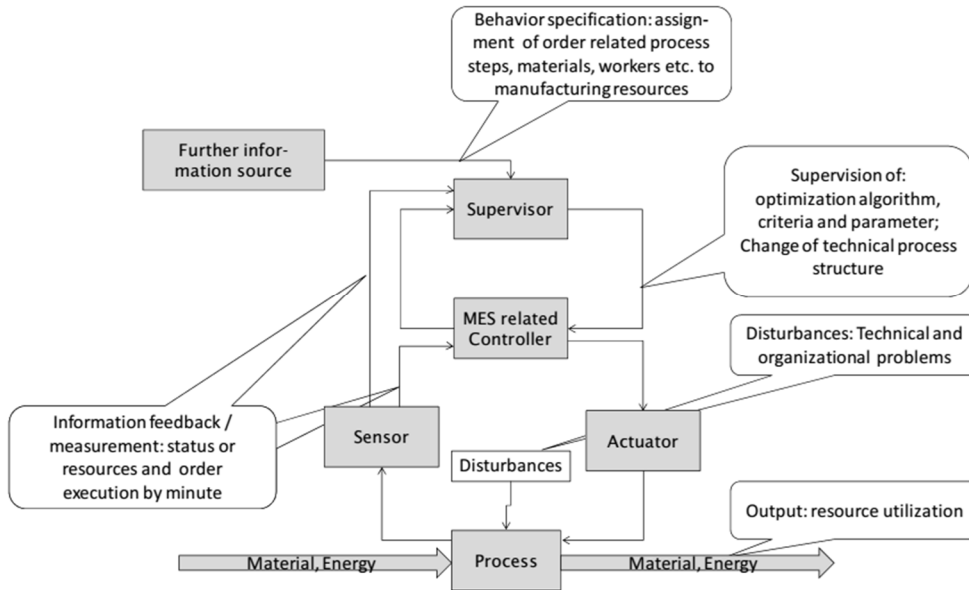 Behavior specification: assign-
ment of order related process
steps, materials, workers etc. to
manufacturing resources
Further infor-
mation source
Supervisor
Supervision of:
optimization algorithm,
criteria and parameter;
Change of technical process
structure
MES related
Controller
Disturbances: Technical and
organizational problems
Information feedback /
measurement: status or
resources and order
execution by minute
Sensor
Actuator
Disturbances
Output: resource utilization
Material, Energy
Process
Material, Energy